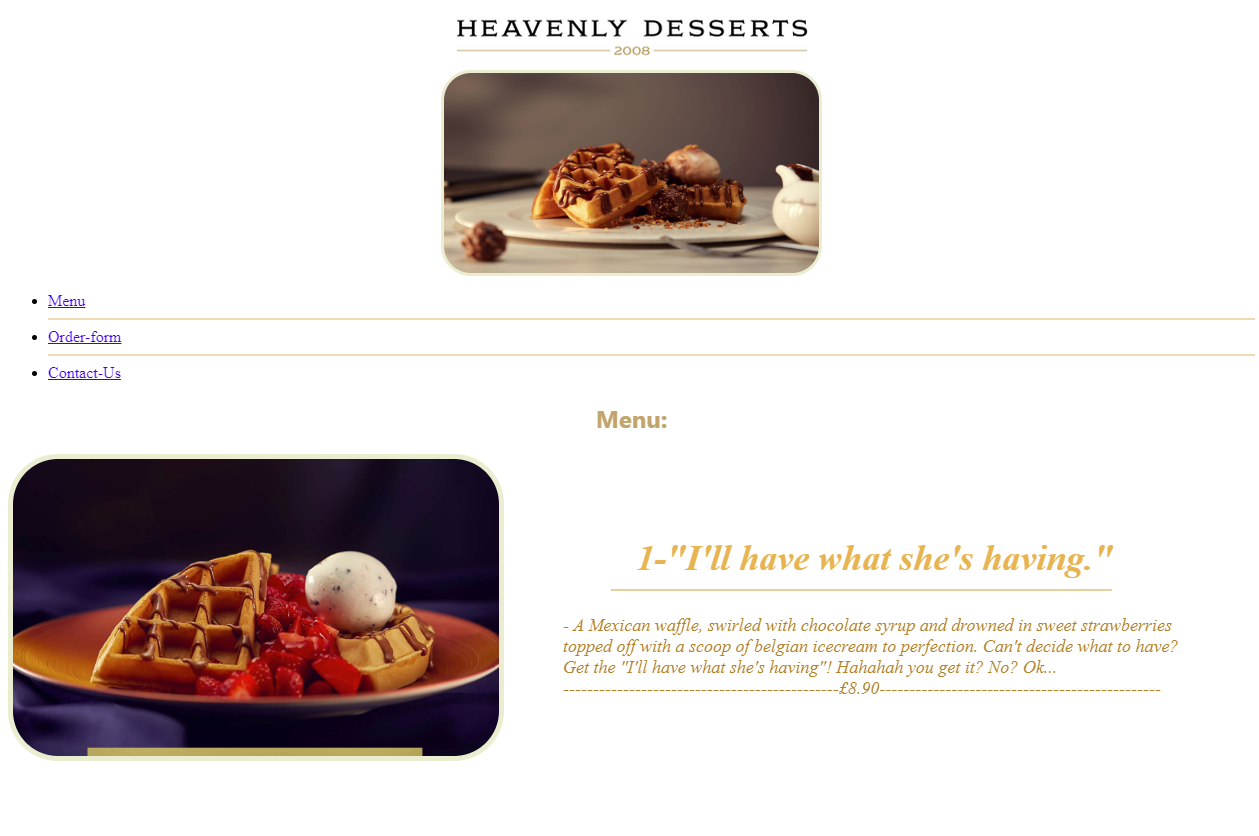 HEAVENLY DESSERTS
2008
Menu
Order-form
Contact-Us
Menu:
1-"I'll have what she's having."
- A Mexican waffle, swirled with chocolate syrup and drowned in sweet strawberries
topped off with a scoop of belgian icecream to perfection. Can't decide what to have?
Get the "I'll have what she's having"! Hahahah you get it? No? Ok...
----------------------------------------------£8.90-----------------------------------------------